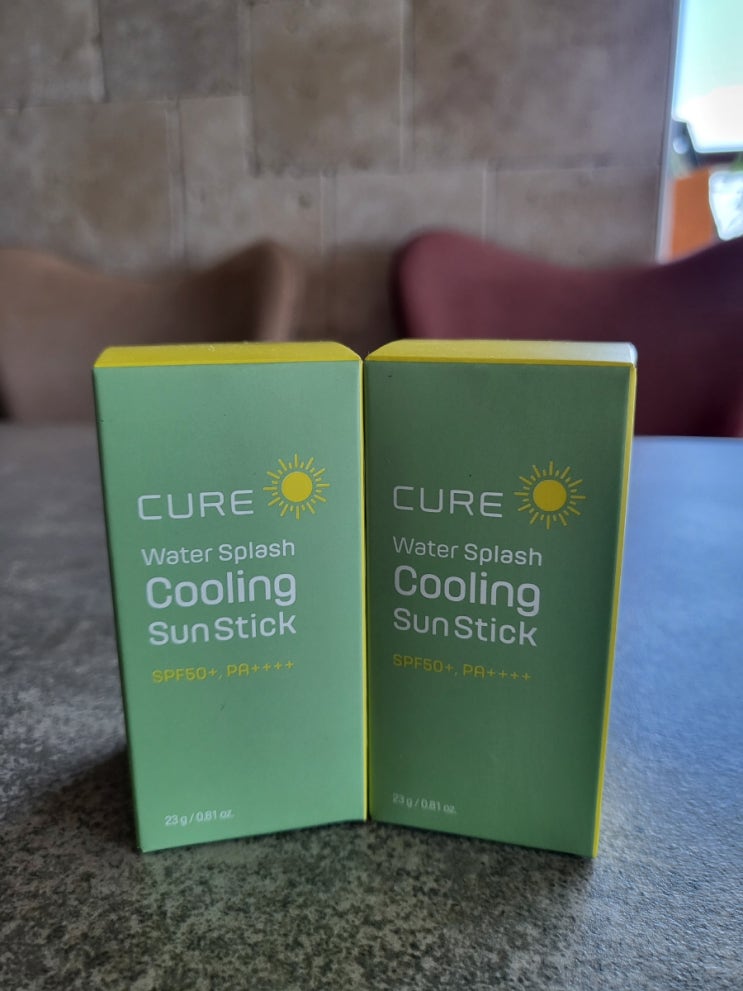 CURE
Water Splash
Cooling
Sun Stick
SPF50+, PA++++
23 g / 0.81 oz.
CURE
Water Splash
Cooling
Sun Stick
SPF50+, PA++++
23 g / 0.81 oz.